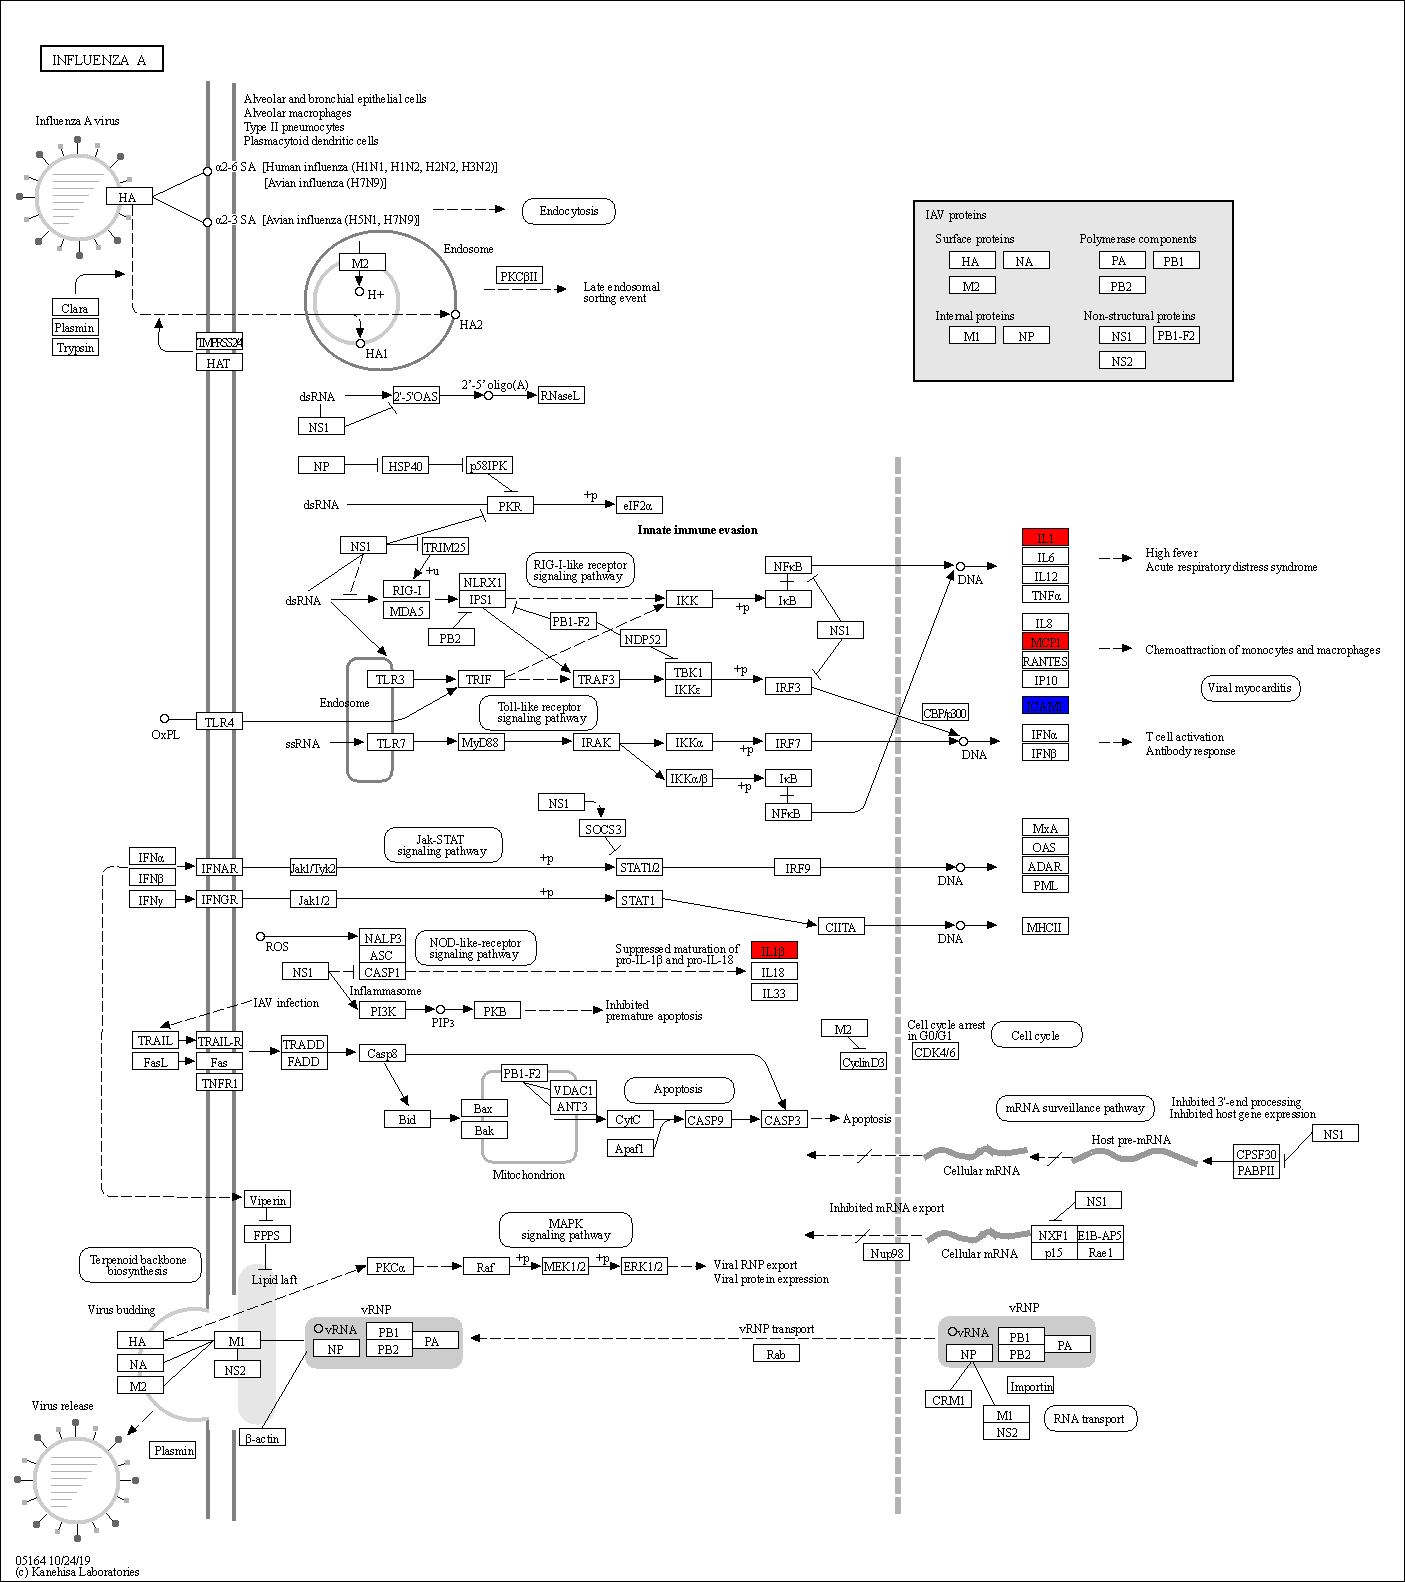 INFLUENZA A
Alveolar and bronchial epithelial cells
Alveolar macrophages
Type II pneumocytes
Plasmacytoid dendritic cells
Influenza A virus
HA
α2-6 SA [Human influenza (H1N1, H1N2, H2N2, H3N2)]
[Avian influenza (H7N9)]
α2-3 SA [Avian influenza (H5N1, H7N9)]
Endocytosis
Endosome
M2
H+
PKCβII
Late endosomal
sorting event
HA2
HA1
Clara
Plasmin
Trypsin
HAT
IAV proteins
Surface proteins
HA
NA
M2
Polymerase components
PA
PB1
PB2
Internal proteins
M1
NP
Non-structural proteins
NS1
PB1-F2
NS2
dsRNA
2'-5'OAS
2'-5' oligo(A)
RNaseL
NS1
NP
HSP40
p58IPK
dsRNA
PKR
+p
eIF2α
Innate immune evasion
NS1
TRIM25
+u
RIG-I
MDA5
dsRNA
NLRX1
IPS1
PB2
RIG-I-like receptor
signaling pathway
PB1-F2
NDP52
IKK
+p
NFκB
IκB
NS1
DNA
IL1
IL6
IL12
TNFα
High fever
Acute respiratory distress syndrome
IL8
MCP1
RANTES
IP10
Chemoattraction of monocytes and macrophages
Viral myocarditis
ICAM1
IFNα
IFNβ
T cell activation
Antibody response
Endosome
TLR3
TRIF
TRAF3
TBK1
IKKε
+p
IRF3
CBP/p300
OxPL
TLR4
Toll-like receptor
signaling pathway
ssRNA
TLR7
MyD88
IRAK
IKKα
+p
IRF7
DNA
IKKα/β
+p
IκB
NFκB
NS1
SOCS3
Jak-STAT
signaling pathway
IFNα
IFNβ
IFNAR
Jak1/Tyk2
+p
STAT1/2
IRF9
DNA
MxA
OAS
ADAR
PML
IFNγ
IFNGR
Jak1/2
+p
STAT1
CIITA
DNA
MHCII
ROS
NALP3
ASC
CASP1
NS1
Inflammasome
NOD-like-receptor
signaling pathway
Suppressed maturation of
pro-IL-1β and pro-IL-18
IL1β
IL18
IL33
IAV infection
PI3K
PIP3
PKB
Inhibited
premature apoptosis
M2
CyclinD3
Cell cycle arrest
in G0/G1
CDK4/6
Cell cycle
TRAIL
TRAIL-R
FasL
Fas
TNFR1
TRADD
FADD
Casp8
Bid
Bax
Bak
PB1-F2
VDAC1
ANT3
Mitochondrion
Apoptosis
CytC
Apaf1
CASP9
CASP3
Apoptosis
mRNA surveillance pathway
Inhibited 3'-end processing
Inhibited host gene expression
NS1
Host pre-mRNA
CPSF30
PABPII
Cellular mRNA
Viperin
FPPS
Lipid laft
Terpenoid backbone
biosynthesis
MAPK
signaling pathway
PKCα
Raf
+p
MEK1/2
+p
ERK1/2
Viral RNP export
Viral protein expression
Inhibited mRNA export
Nup98
Cellular mRNA
NS1
NXF1
E1B-AP5
p15
Rae1
Virus budding
HA
NA
M2
M1
NS2
vRNP
vRNA
NP
PB1
PB2
PA
vRNP transport
Rab
vRNP
vRNA
NP
PB1
PB2
PA
CRM1
Importin
M1
NS2
RNA transport
Virus release
Plasmin
β-actin
05164 10/24/19
(c) Kanehisa Laboratories